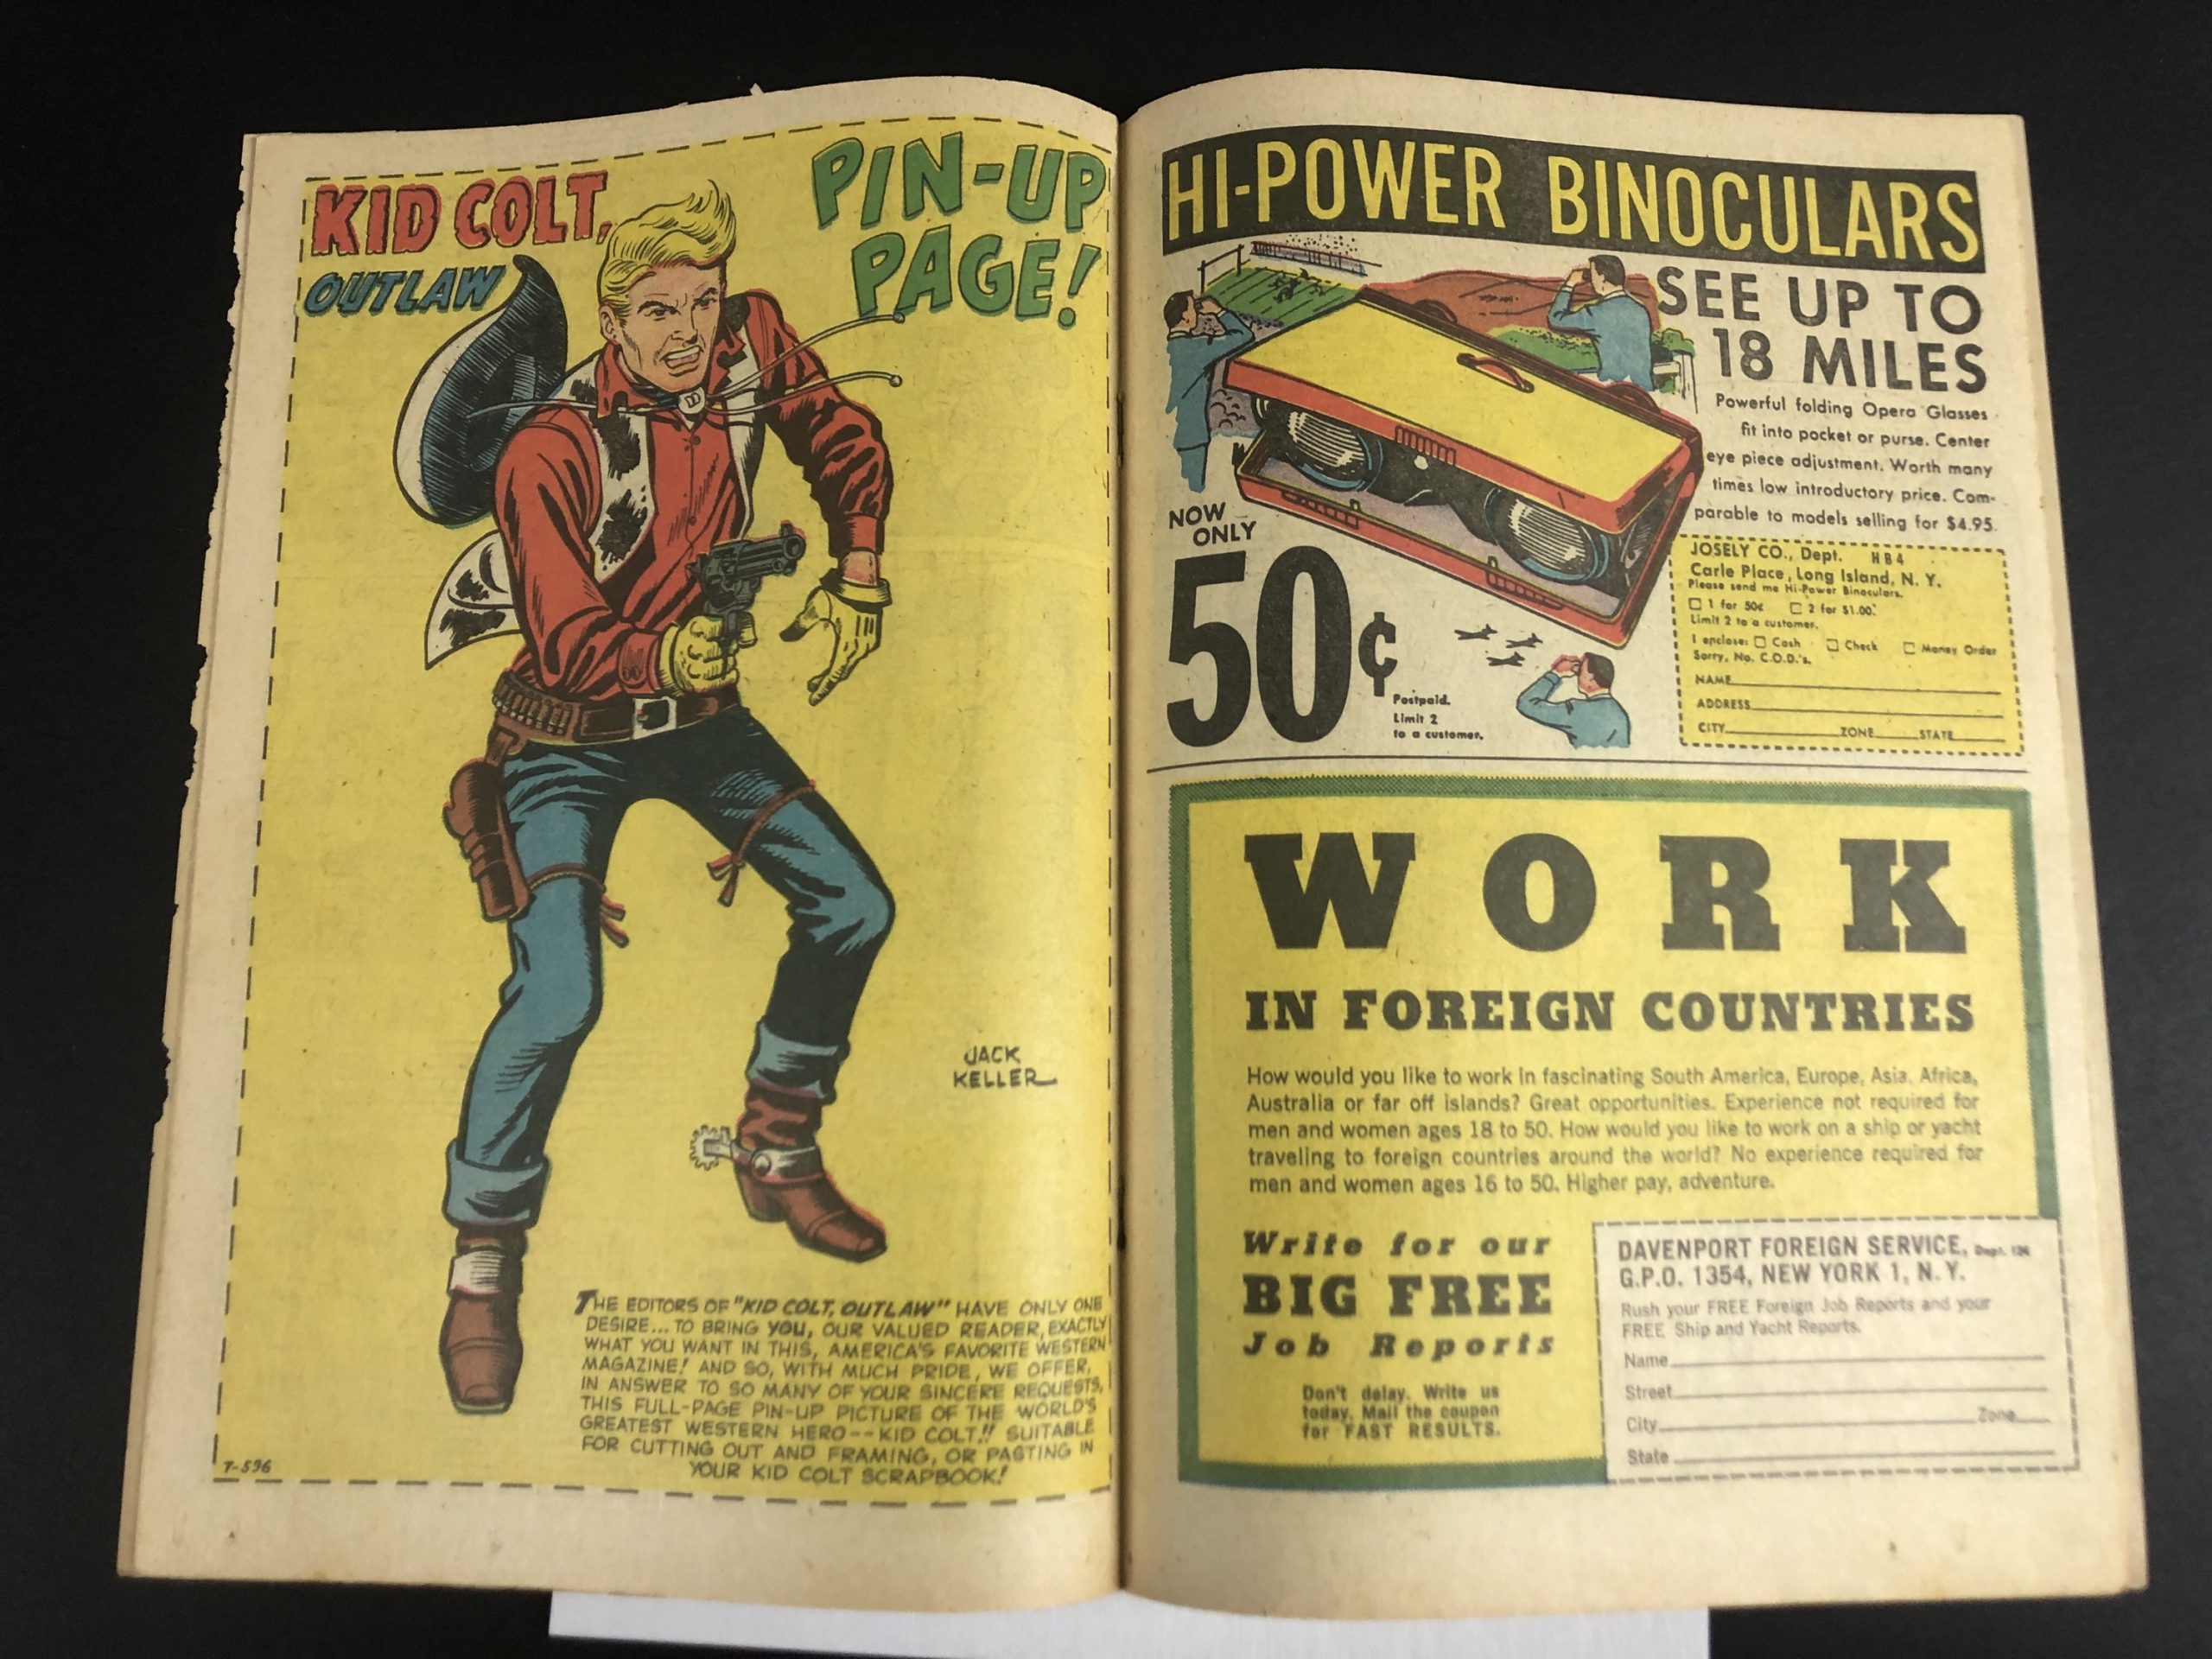 KID COLT,
OUTLAW
PIN-UP
PAGE!
JACK
KELLER
THE EDITORS OF "KID COLT, OUTLAW" HAVE ONLY ONE
DESIRE... TO BRING YOU, OUR VALUED READER, EXACTLY
WHAT YOU WANT IN THIS, AMERICA'S FAVORITE WESTERN
MAGAZINE! AND SO, WITH MUCH PRIDE, WE OFFER,
IN ANSWER TO SO MANY OF YOUR SINCERE REQUESTS,
THIS FULL-PAGE PIN-UP PICTURE OF THE WORLD'S
GREATEST WESTERN HERO--KID COLT!! SUITABLE
FOR CUTTING OUT AND FRAMING, OR PASTING IN
YOUR KID COLT SCRAPBOOK!
T-536
HI-POWER BINOCULARS
SEE UP TO
18 MILES
Powerful folding Opera Glasses
fit into pocket or purse. Center
eye piece adjustment. Worth many
times low introductory price. Com-
parable to models selling for $4.95.
NOW
ONLY
50¢
Postpaid.
Limit 2
to a customer.
JOSELY CO., Dept. HB4
Carle Place, Long Island, N. Y.
Please send me Hi-Power Binoculars.
□ 1 for 50¢ □ 2 for $1.00.
Limit 2 to a customer.
I enclose: □ Cash □ Check □ Money Order
Sorry, No. C.O.D.'s.
NAME
ADDRESS
CITY ZONE STATE
WORK
IN FOREIGN COUNTRIES
How would you like to work in fascinating South America, Europe, Asia, Africa,
Australia or far off islands? Great opportunities. Experience not required for
men and women ages 18 to 50. How would you like to work on a ship or yacht
traveling to foreign countries around the world? No experience required for
men and women ages 16 to 50. Higher pay, adventure.
Write for our
BIG FREE
Job Reports
Don't delay. Write us
today. Mail the coupon
for FAST RESULTS.
DAVENPORT FOREIGN SERVICE, Dept.
G.P.O. 1354, NEW YORK 1, N. Y.
Rush your FREE Foreign Job Reports and your
FREE Ship and Yacht Reports.
Name
Street
City Zone
State